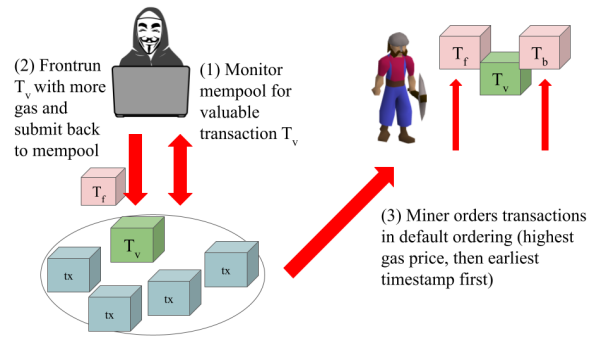 (2) Frontrun
T_v with more
gas and
submit back
to mempool
(1) Monitor
mempool for
valuable
transaction T_v
T_f
T_v
tx
tx
tx
tx
T_f
T_b
T_v
(3) Miner orders transactions
in default ordering (highest
gas price, then earliest
timestamp first)